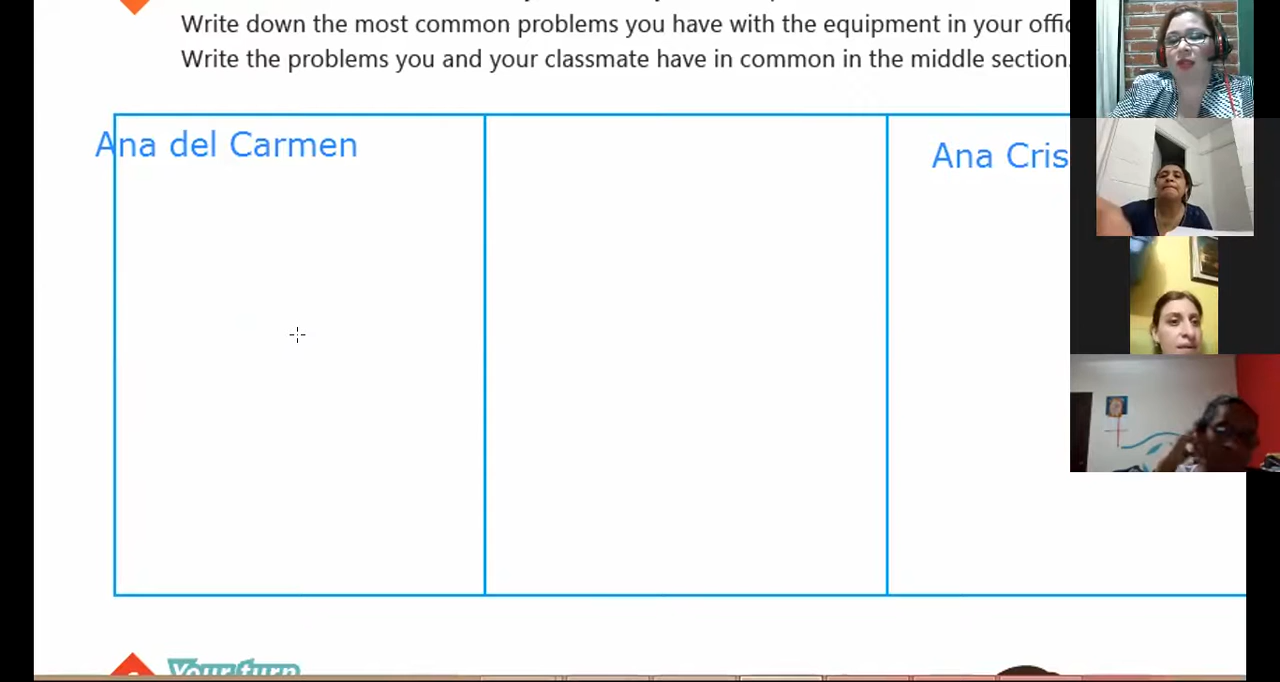 Write down the most common problems you have with the equipment in your offi
Write the problems you and your classmate have in common in the middle section.
Ana del Carmen
Ana Cris
Your turn